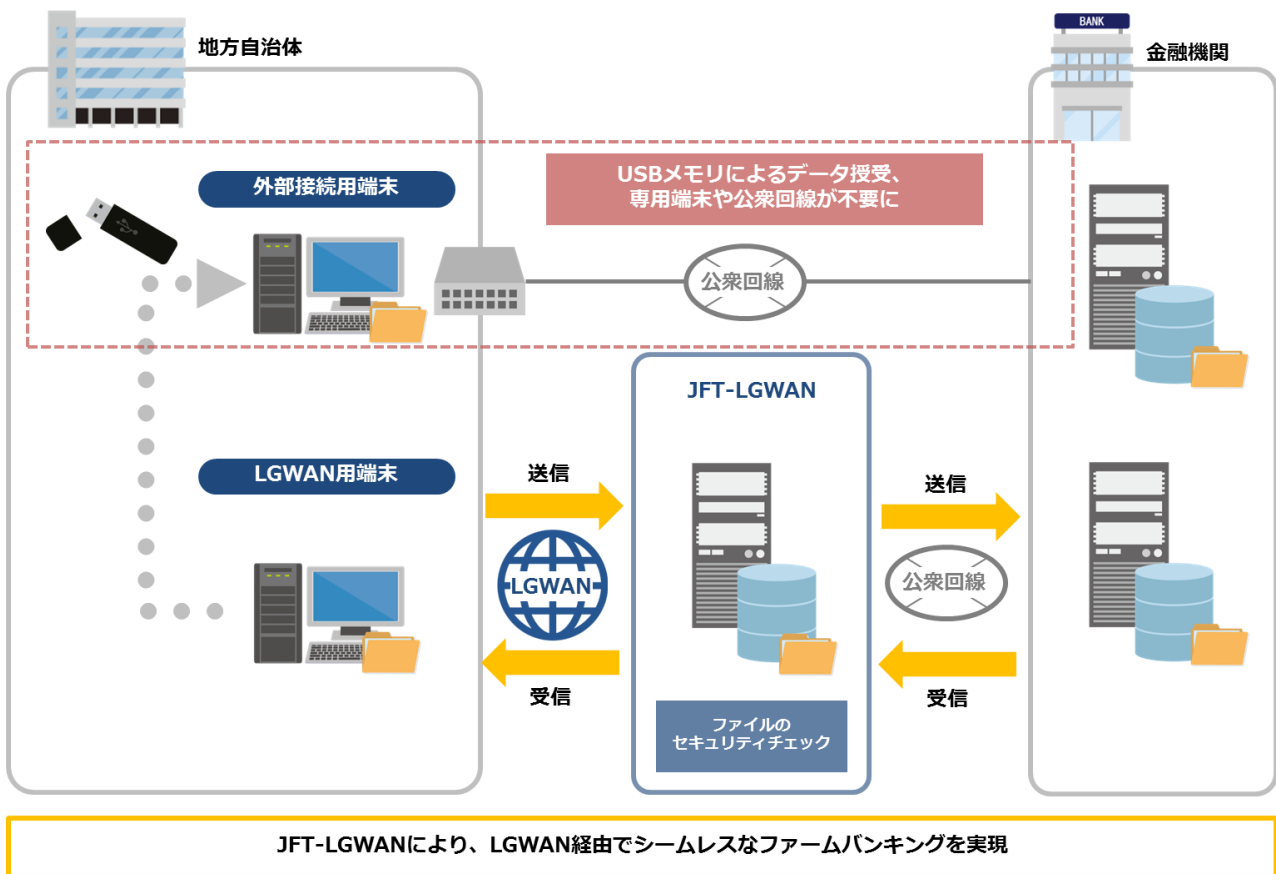 地方自治体
BANK
金融機関
外部接続用端末
USBメモリによるデータ授受、
専用端末や公衆回線が不要に
公衆回線
JFT-LGWAN
LGWAN用端末
送信
送信
LGWAN
公衆回線
受信
受信
ファイルの
セキュリティチェック
JFT-LGWANにより、LGWAN経由でシームレスなファームバンキングを実現